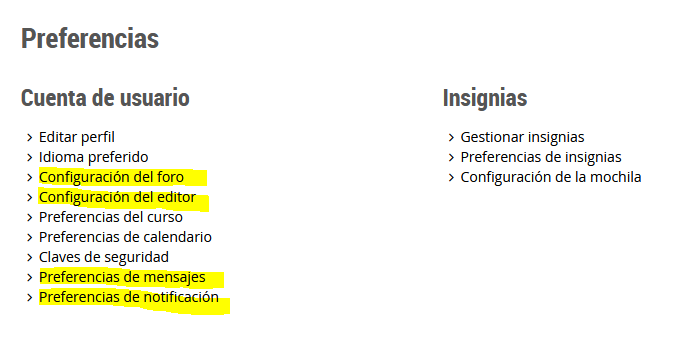 Preferencias
Cuenta de usuario
Editar perfil
Idioma preferido
Configuración del foro
Configuración del editor
Preferencias del curso
Preferencias de calendario
Claves de seguridad
Preferencias de mensajes
Preferencias de notificación
Insignias
Gestionar insignias
Preferencias de insignias
Configuración de la mochila